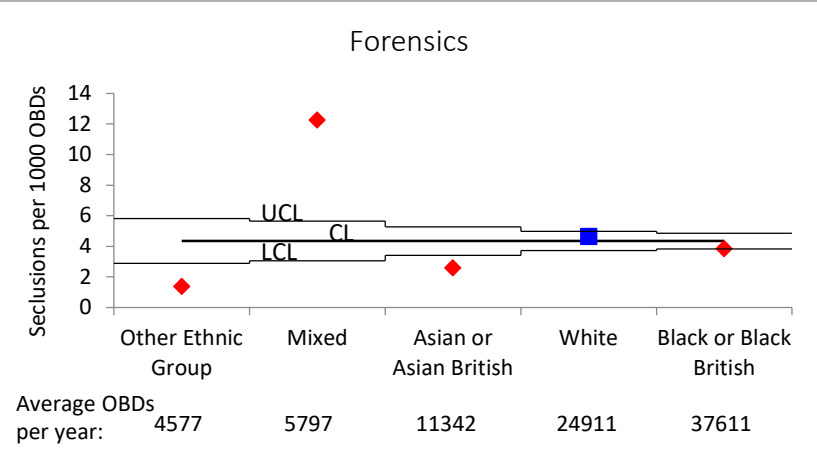 Forensics
Seclusions per 1000 OBDs
14
12
10
8
6
4
2
0
UCL
CL
LCL
Other Ethnic Group
Mixed
Asian or Asian British
White
Black or Black British
Average OBDs per year:
4577 5797 11342 24911 37611